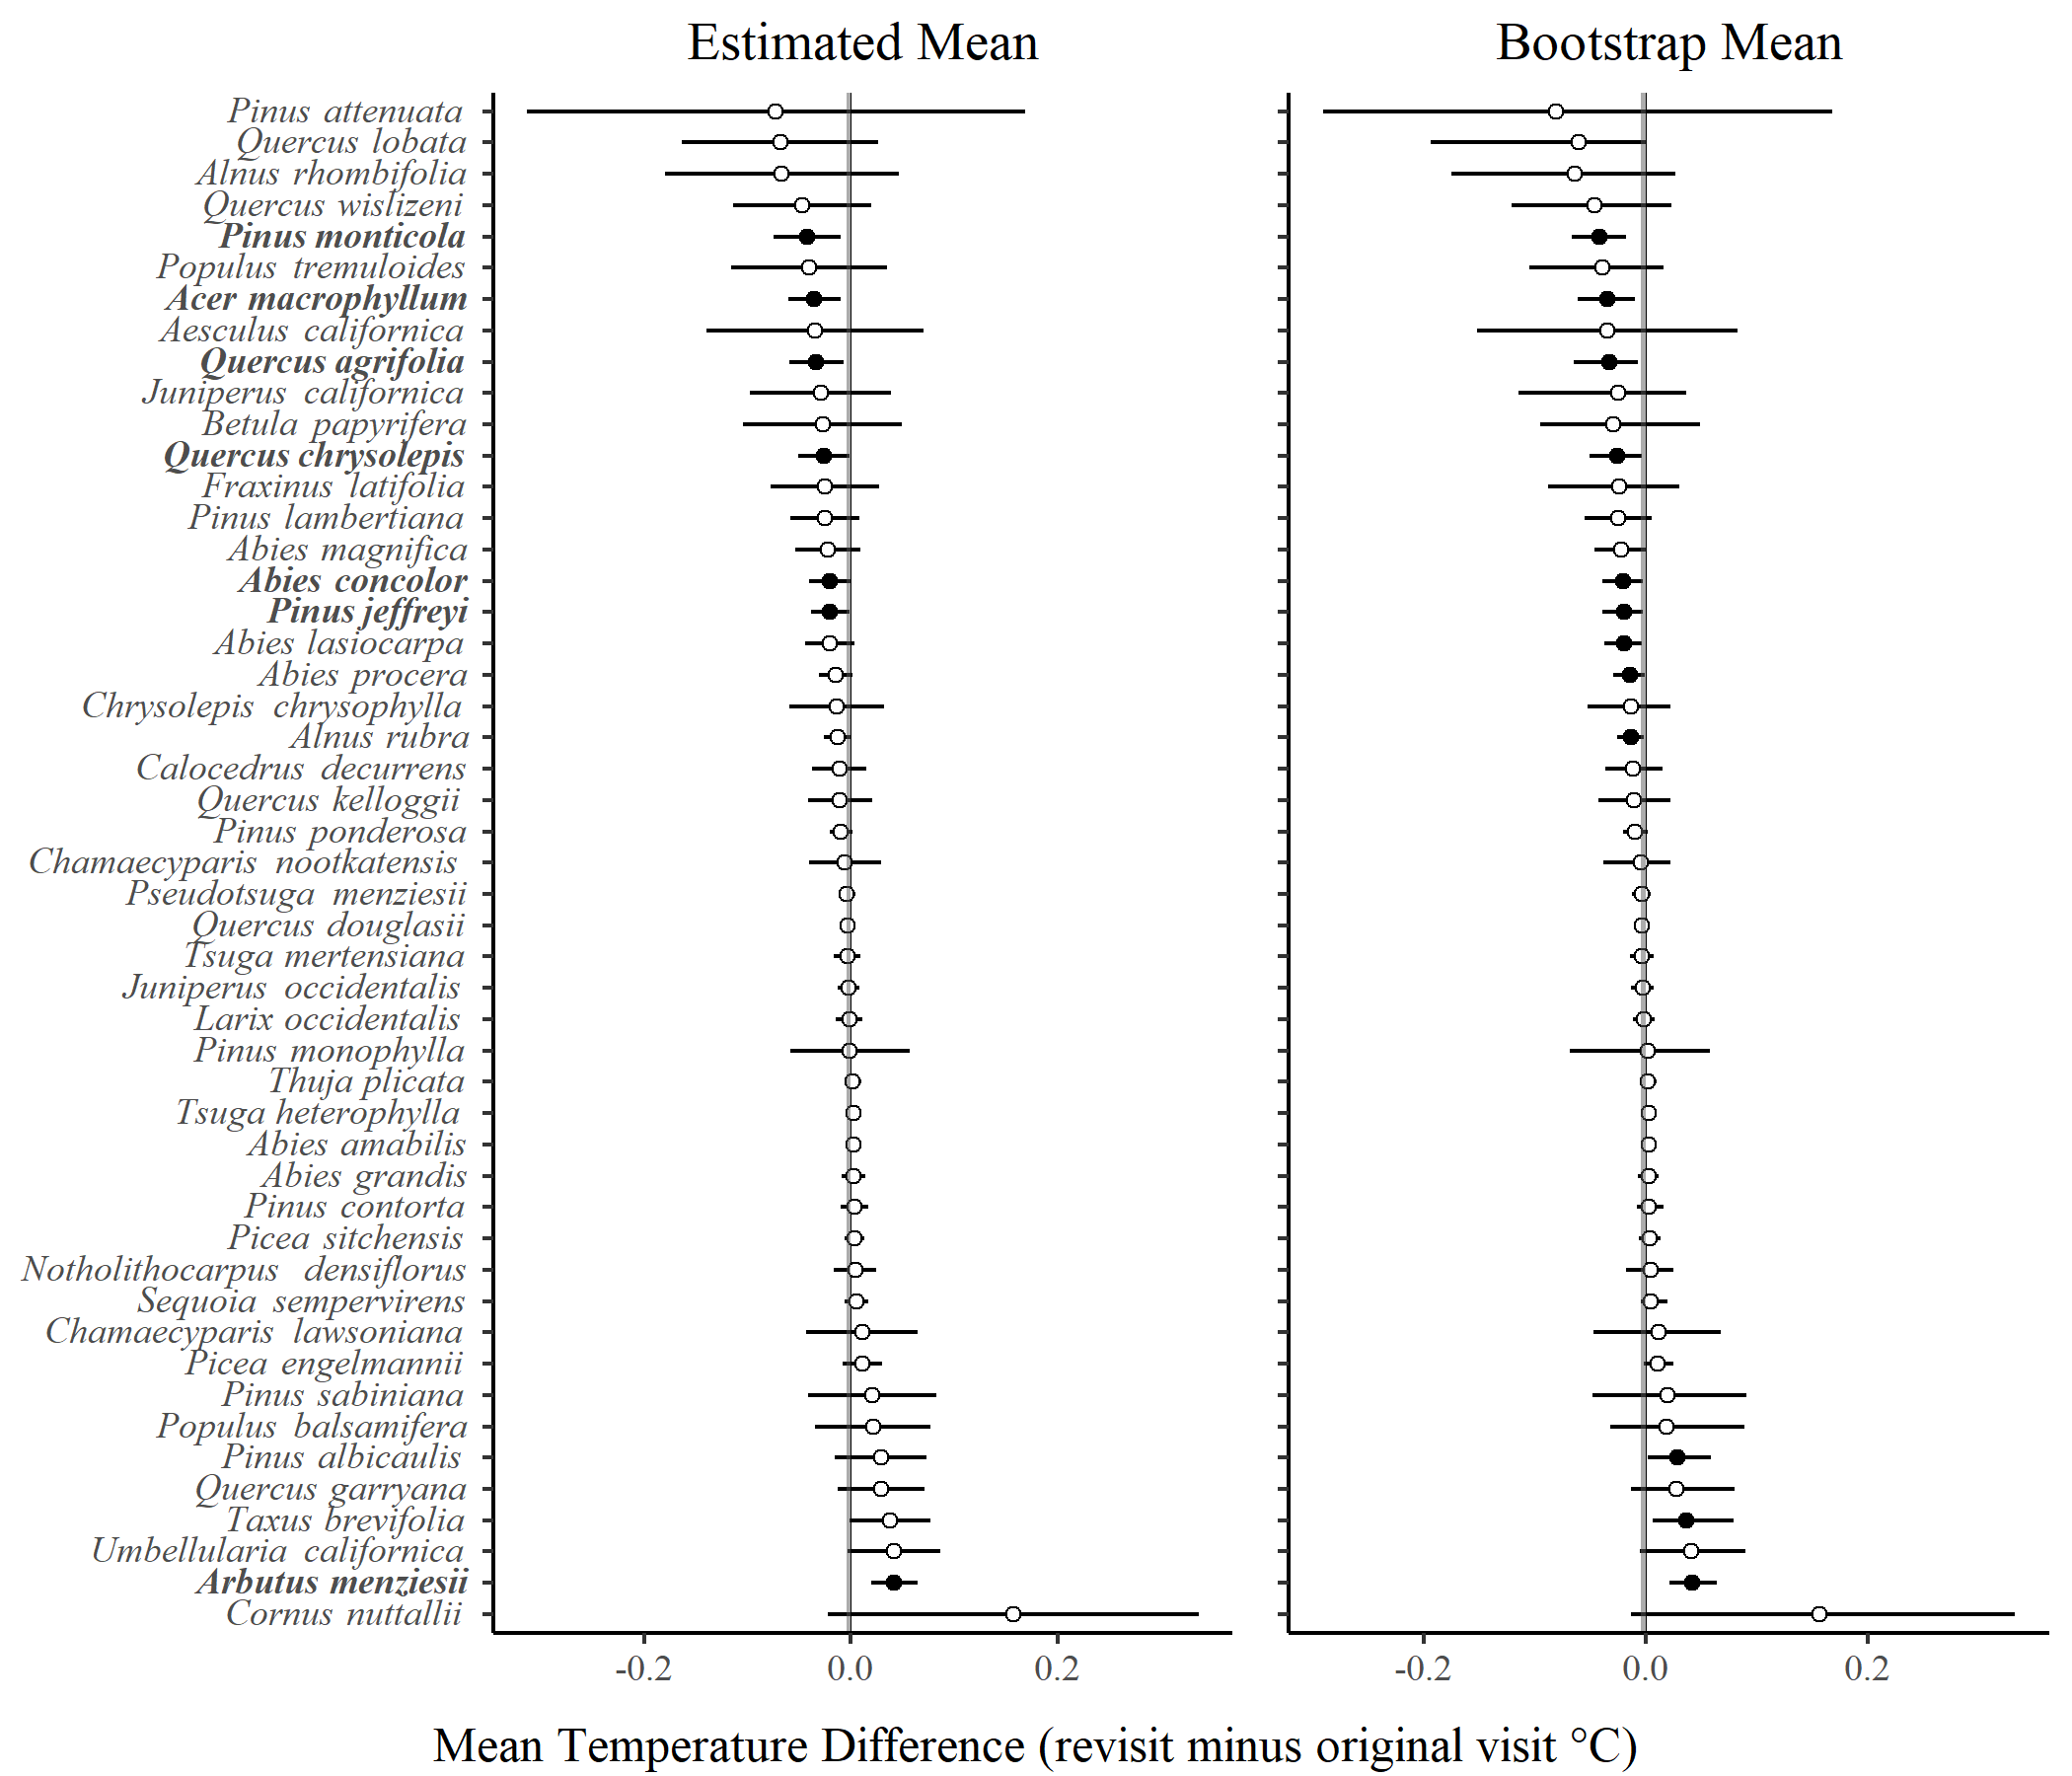 Estimated Mean
Bootstrap Mean
Pinus attenuata
Quercus lobata
Alnus rhombifolia
Quercus wislizeni
Pinus monticola
Populus tremuloides
Acer macrophyllum
Aesculus californica
Quercus agrifolia
Juniperus californica
Betula papyrifera
Quercus chrysolepis
Fraxinus latifolia
Pinus lambertiana
Abies magnifica
Abies concolor
Pinus jeffreyi
Abies lasiocarpa
Abies procera
Chrysolepis chrysophylla
Alnus rubra
Calocedrus decurrens
Quercus kelloggii
Pinus ponderosa
Chamaecyparis nootkatensis
Pseudotsuga menziesii
Quercus douglasii
Tsuga mertensiana
Juniperus occidentalis
Larix occidentalis
Pinus monophylla
Thuja plicata
Tsuga heterophylla
Abies amabilis
Abies grandis
Pinus contorta
Picea sitchensis
Notholithocarpus densiflorus
Sequoia sempervirens
Chamaecyparis lawsoniana
Picea engelmannii
Pinus sabiniana
Populus balsamifera
Pinus albicaulis
Quercus garryana
Taxus brevifolia
Umbellularia californica
Arbutus menziesii
Cornus nuttallii
-0.2 0.0 0.2
-0.2 0.0 0.2
Mean Temperature Difference (revisit minus original visit °C)